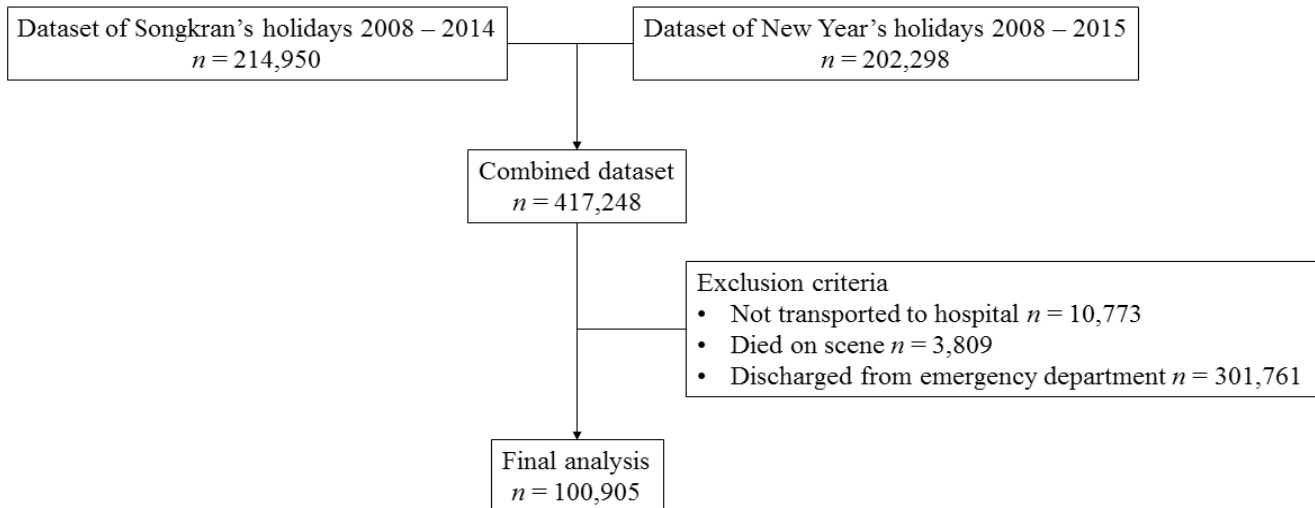 Dataset of Songkran’s holidays 2008 – 2014
n = 214,950
Dataset of New Year’s holidays 2008 – 2015
n = 202,298
Combined dataset
n = 417,248
Exclusion criteria
• Not transported to hospital n = 10,773
• Died on scene n = 3,809
• Discharged from emergency department n = 301,761
Final analysis
n = 100,905